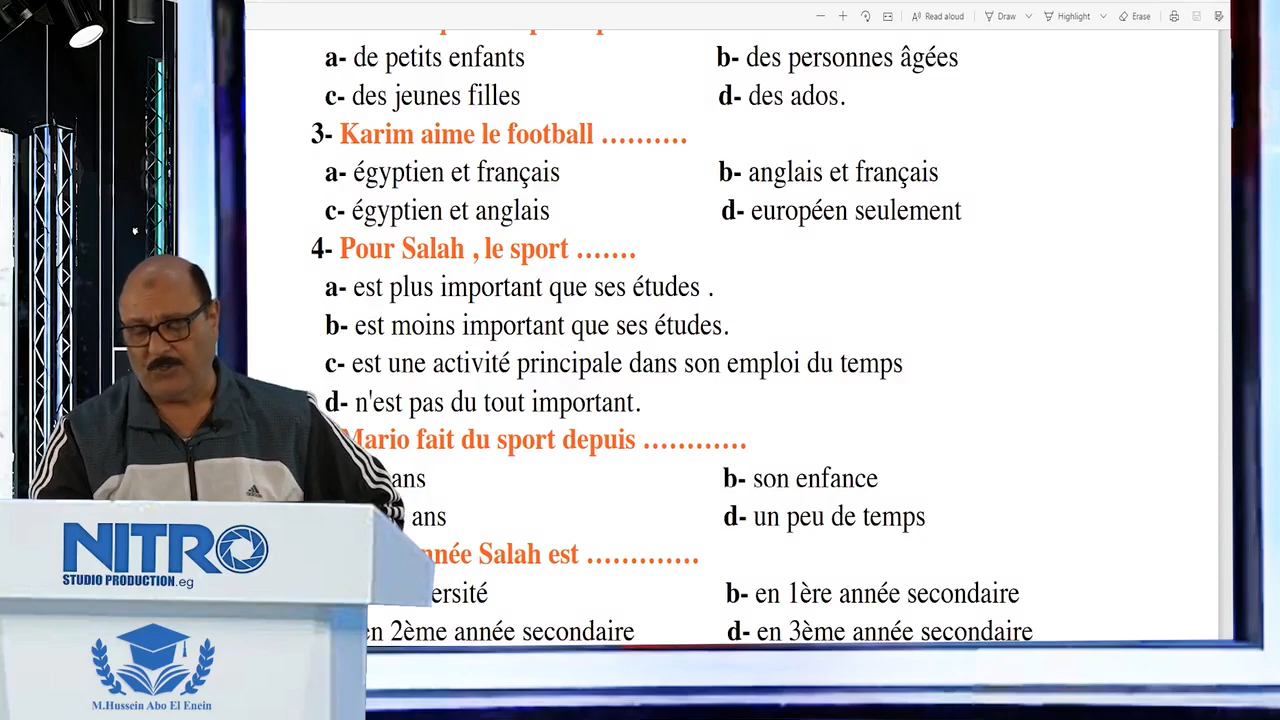 Read aloud Draw Highlight Erase
a- de petits enfants b- des personnes âgées
c- des jeunes filles d- des ados.
3- Karim aime le football ..........
a- égyptien et français b- anglais et français
c- égyptien et anglais d- européen seulement
4- Pour Salah , le sport .......
a- est plus important que ses études .
b- est moins important que ses études.
c- est une activité principale dans son emploi du temps
d- n'est pas du tout important.
Mario fait du sport depuis ............
ans b- son enfance
ans d- un peu de temps
Salah est .............
b- en 1ère année secondaire
en 2ème année secondaire d- en 3ème année secondaire
NITRO
STUDIO PRODUCTION.eg
M.Hussein Abo El Enein